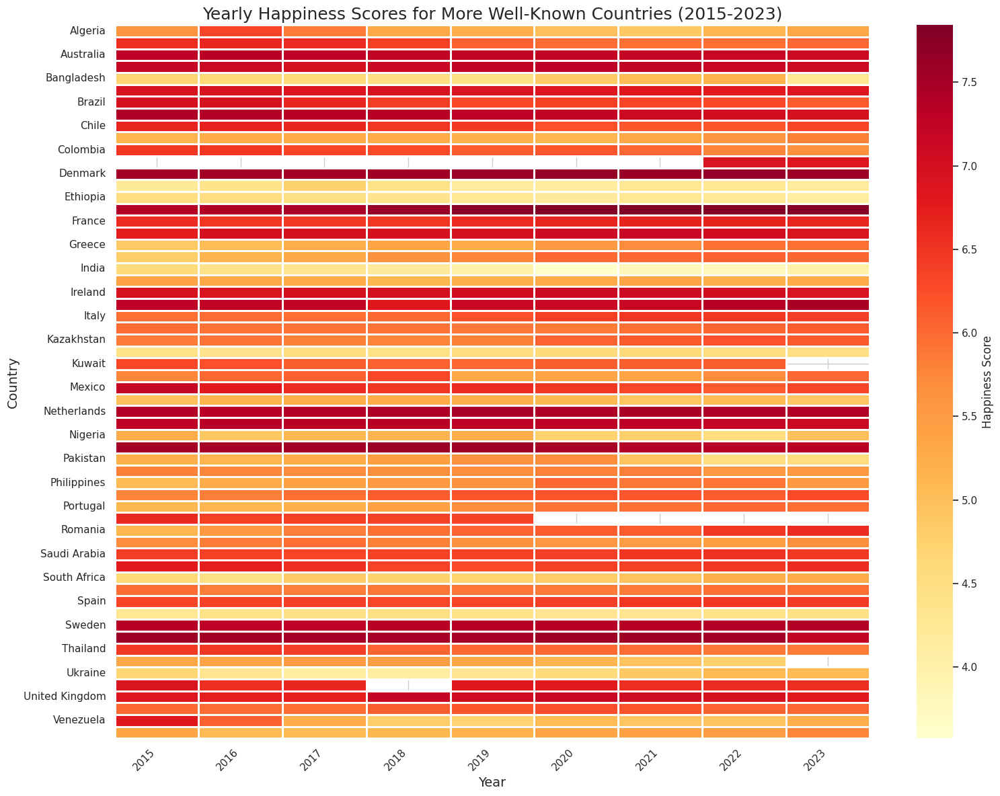 Yearly Happiness Scores for More Well-Known Countries (2015-2023)
Algeria
Australia
Bangladesh
Brazil
Chile
Colombia
Denmark
Ethiopia
France
Greece
India
Ireland
Italy
Kazakhstan
Kuwait
Mexico
Netherlands
Nigeria
Pakistan
Philippines
Portugal
Romania
Saudi Arabia
South Africa
Spain
Sweden
Thailand
Ukraine
United Kingdom
Venezuela
Country
2015
2016
2017
2018
2019
2020
2021
2022
2023
Year
7.5
7.0
6.5
6.0
5.5
5.0
4.5
4.0
Happiness Score